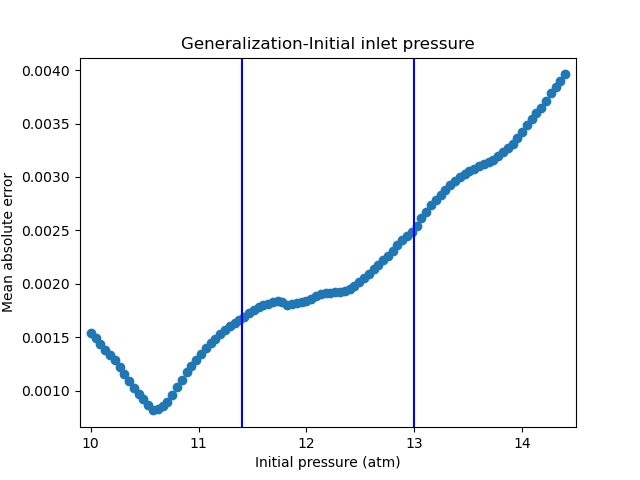 Generalization-Initial inlet pressure
Mean absolute error
0.0040
0.0035
0.0030
0.0025
0.0020
0.0015
0.0010
10 11 12 13 14
Initial pressure (atm)